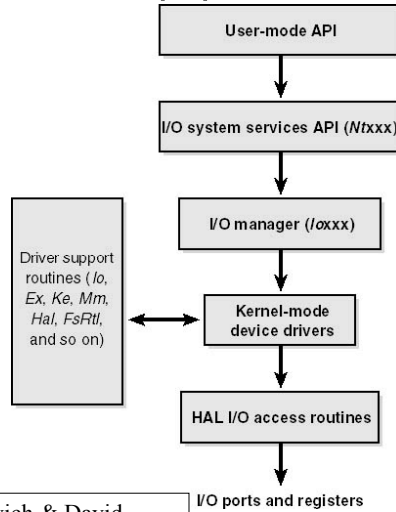 User-mode API
I/O system services API (Ntxxx)
I/O manager (Ioxxx)
Driver support
routines (Io,
Ex, Ke, Mm,
Hal, FsRtl,
and so on)
Kernel-mode
device drivers
HAL I/O access routines
I/O ports and registers
& David